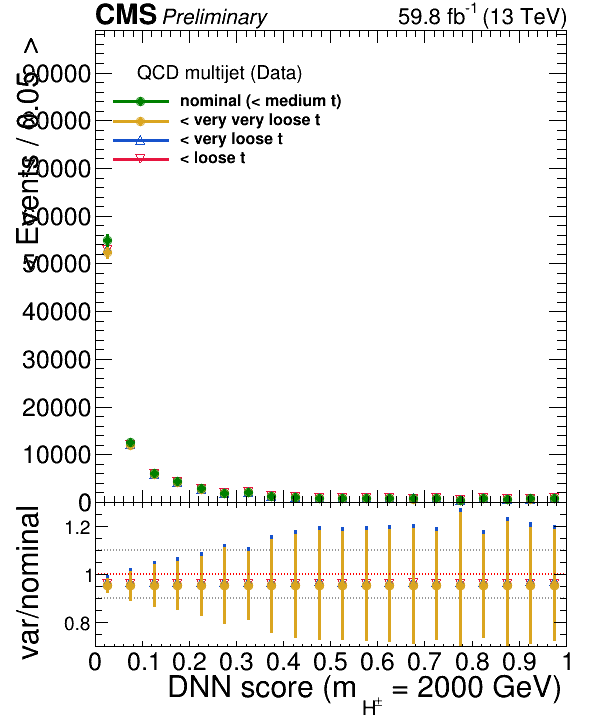 CMS Preliminary 59.8 fb-1 (13 TeV)
< Events / 0.05 >
90000
80000
70000
60000
50000
40000
30000
20000
10000
0
QCD multijet (Data)
nominal (< medium t)
< very very loose t
< very loose t
< loose t
var/nominal
1.2
1
0.8
0 0.1 0.2 0.3 0.4 0.5 0.6 0.7 0.8 0.9 1
DNN score (m H± = 2000 GeV)